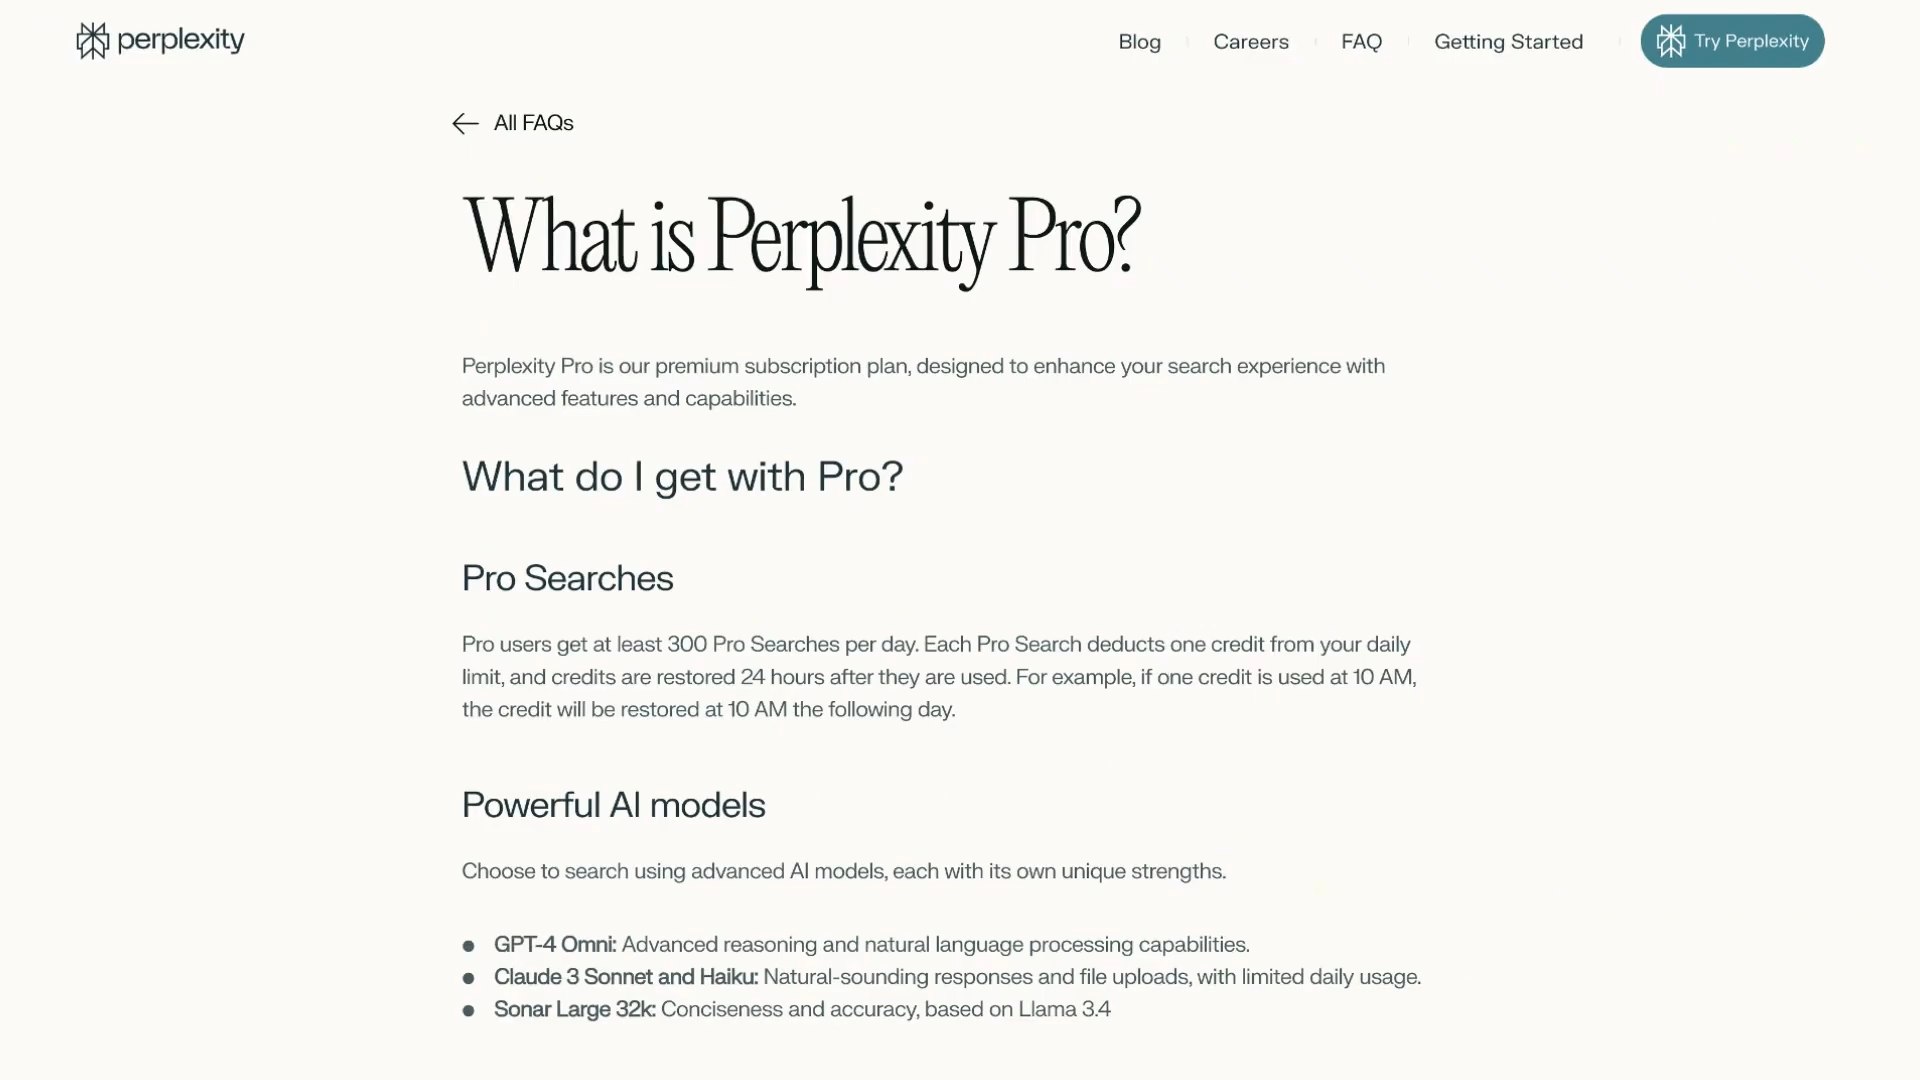 perplexity
Blog
Careers
FAQ
Getting Started
Try Perplexity
All FAQs
What is Perplexity Pro?
Perplexity Pro is our premium subscription plan, designed to enhance your search experience with
advanced features and capabilities.
What do I get with Pro?
Pro Searches
Pro users get at least 300 Pro Searches per day. Each Pro Search deducts one credit from your daily
limit, and credits are restored 24 hours after they are used. For example, if one credit is used at 10 AM,
the credit will be restored at 10 AM the following day.
Powerful AI models
Choose to search using advanced AI models, each with its own unique strengths.
● GPT-4 Omni: Advanced reasoning and natural language processing capabilities.
● Claude 3 Sonnet and Haiku: Natural-sounding responses and file uploads, with limited daily usage.
● Sonar Large 32k: Conciseness and accuracy, based on Llama 3.4